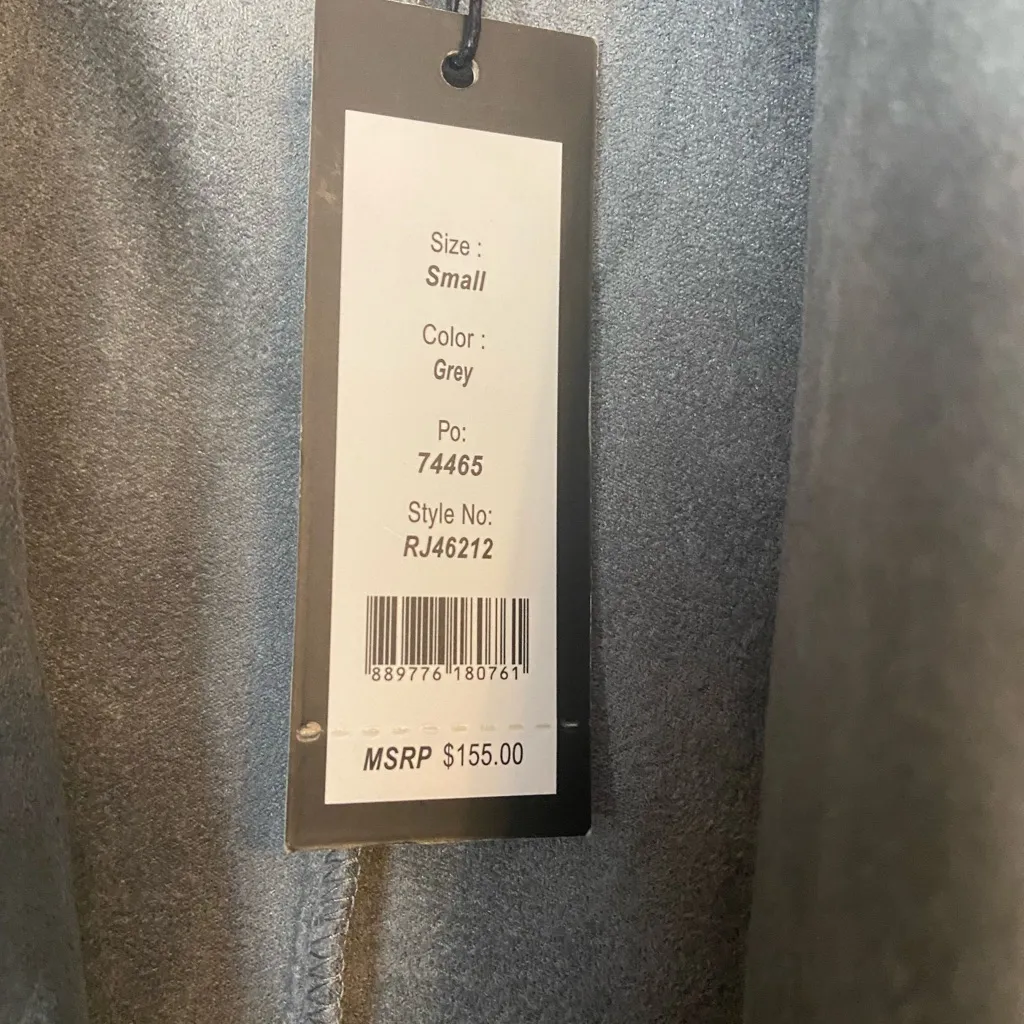 Size :
Small
Color :
Grey
Po:
74465
Style No:
RJ46212
889776 180761
MSRP $155.00